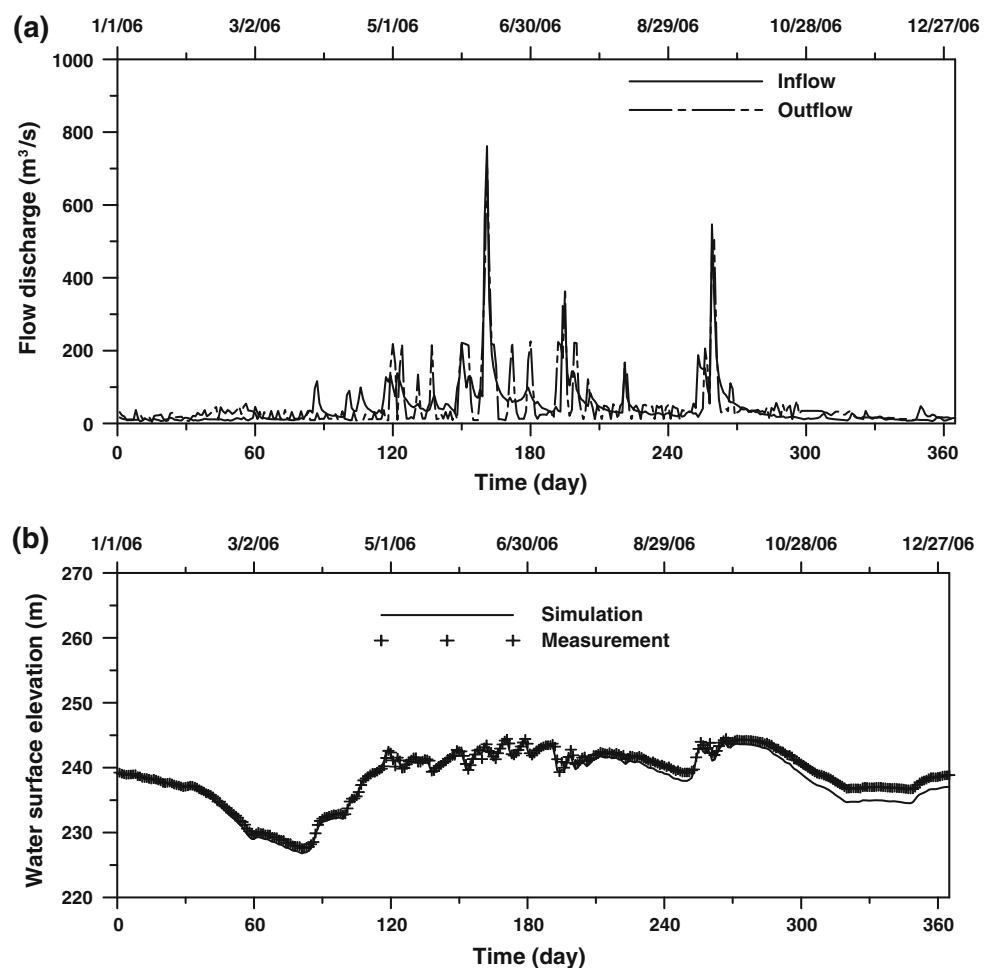 (a)
1/1/06 3/2/06 5/1/06 6/30/06 8/29/06 10/28/06 12/27/06
1000
800
600
400
200
0
Flow discharge (m³/s)
Inflow
Outflow
0 60 120 180 240 300 360
Time (day)
(b)
1/1/06 3/2/06 5/1/06 6/30/06 8/29/06 10/28/06 12/27/06
270
260
250
240
230
220
Water surface elevation (m)
Simulation
Measurement
0 60 120 180 240 300 360
Time (day)